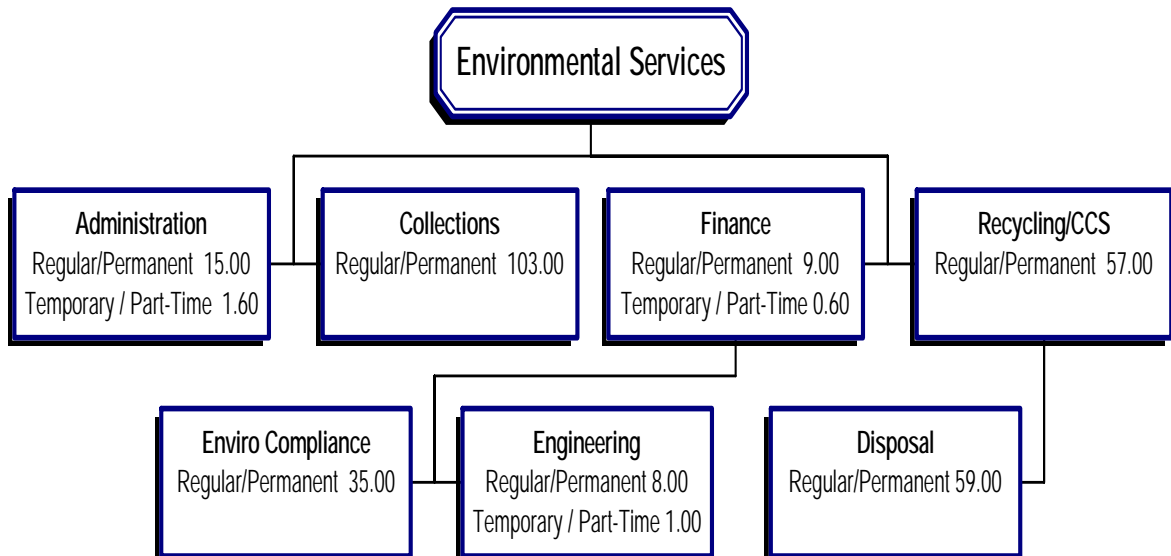 Environmental Services
Administration
Regular/Permanent 15.00
Temporary / Part-Time 1.60
Collections
Regular/Permanent 103.00
Finance
Regular/Permanent 9.00
Temporary / Part-Time 0.60
Recycling/CCS
Regular/Permanent 57.00
Enviro Compliance
Regular/Permanent 35.00
Engineering
Regular/Permanent 8.00
Temporary / Part-Time 1.00
Disposal
Regular/Permanent 59.00